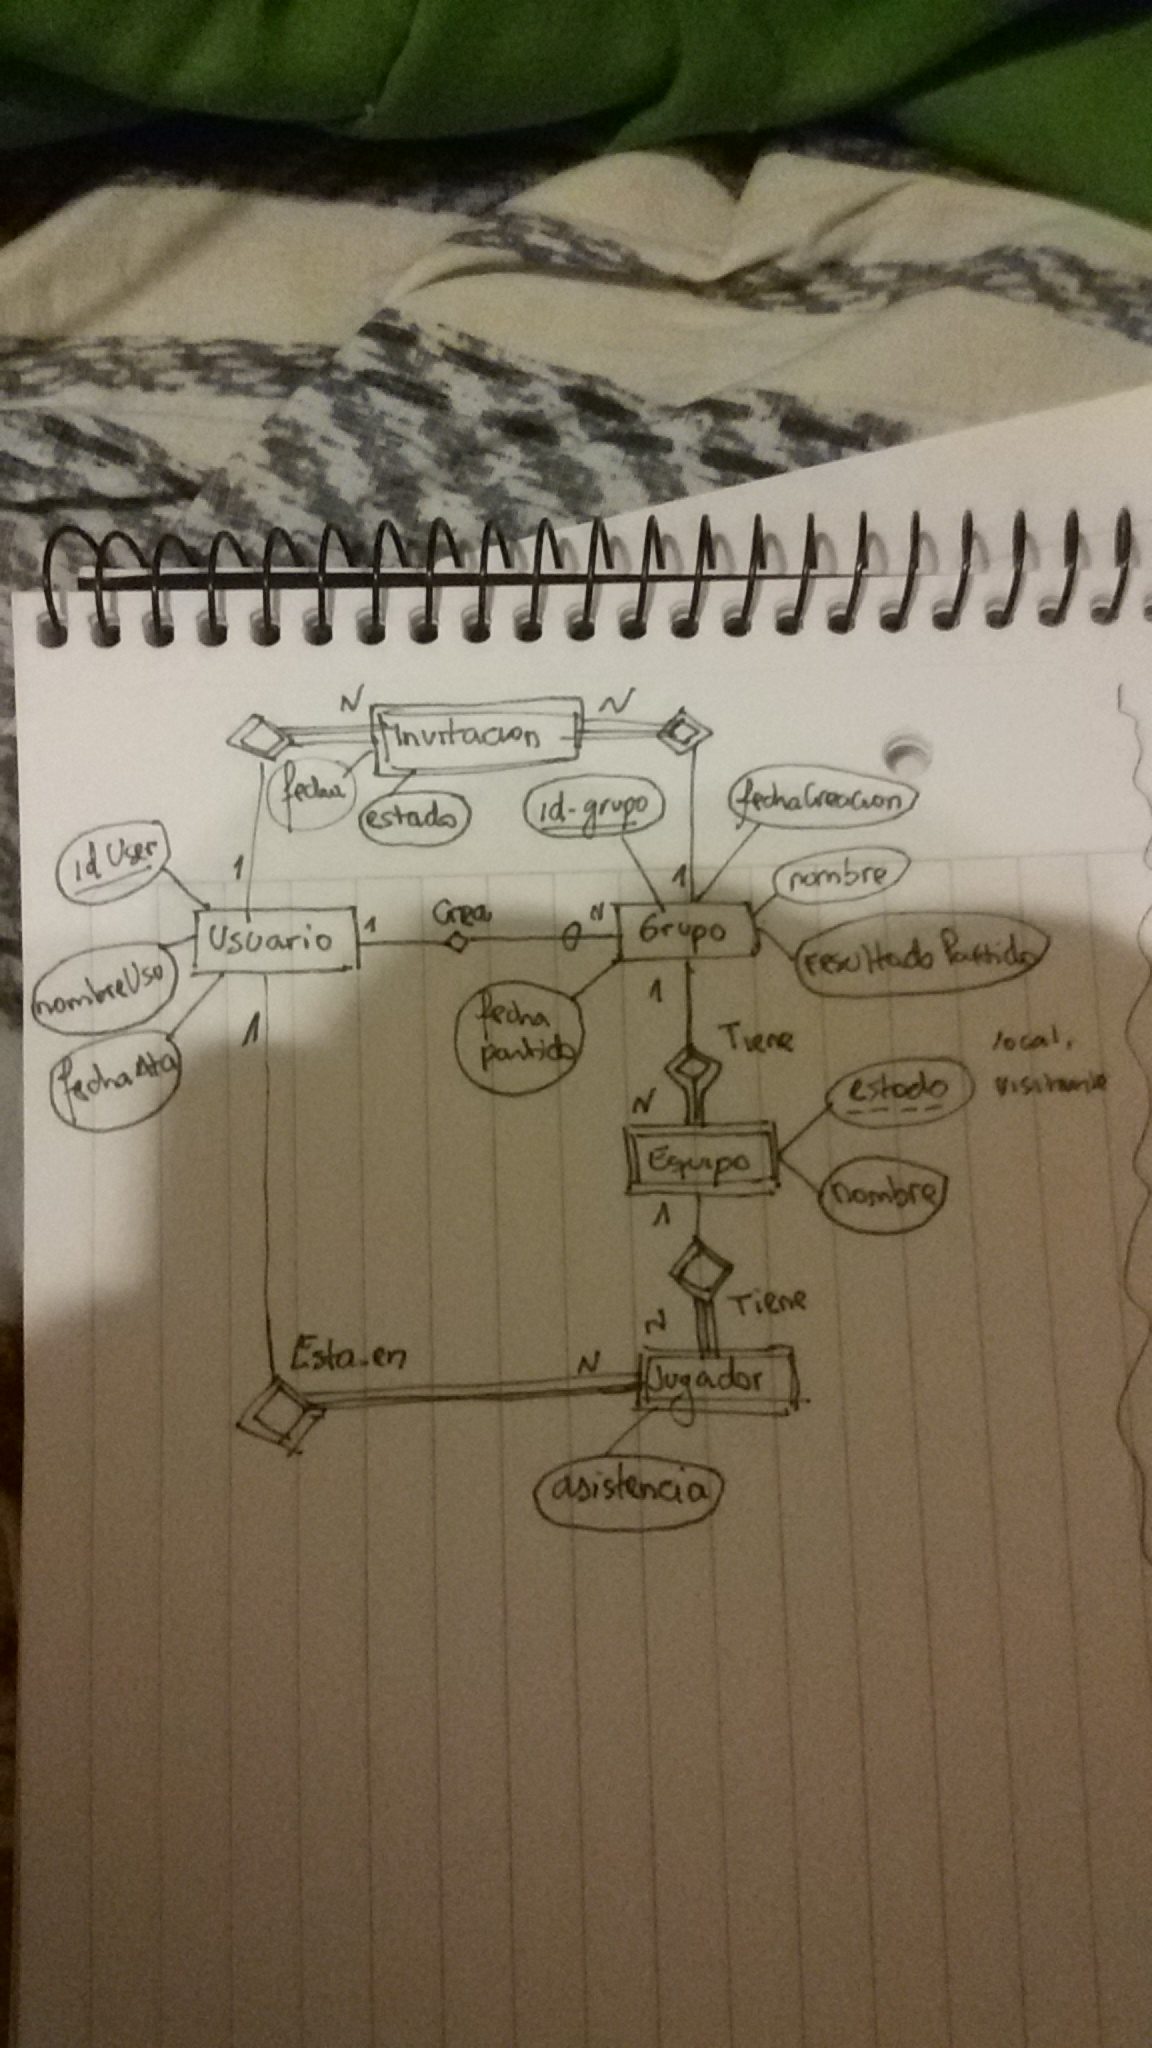 N
N
Invitacion
fecha
estado
id-grupo
fechaCreacion
idUser
1
1
nombre
Usuario
1
Crea
N
Grupo
resultadoPartido
nombreUso
1
1
fecha
partido
Tiene
local,
visitante
fechaAta
N
estado
Equipo
nombre
1
Tiene
N
Esta-en
N
Jugador
asistencia